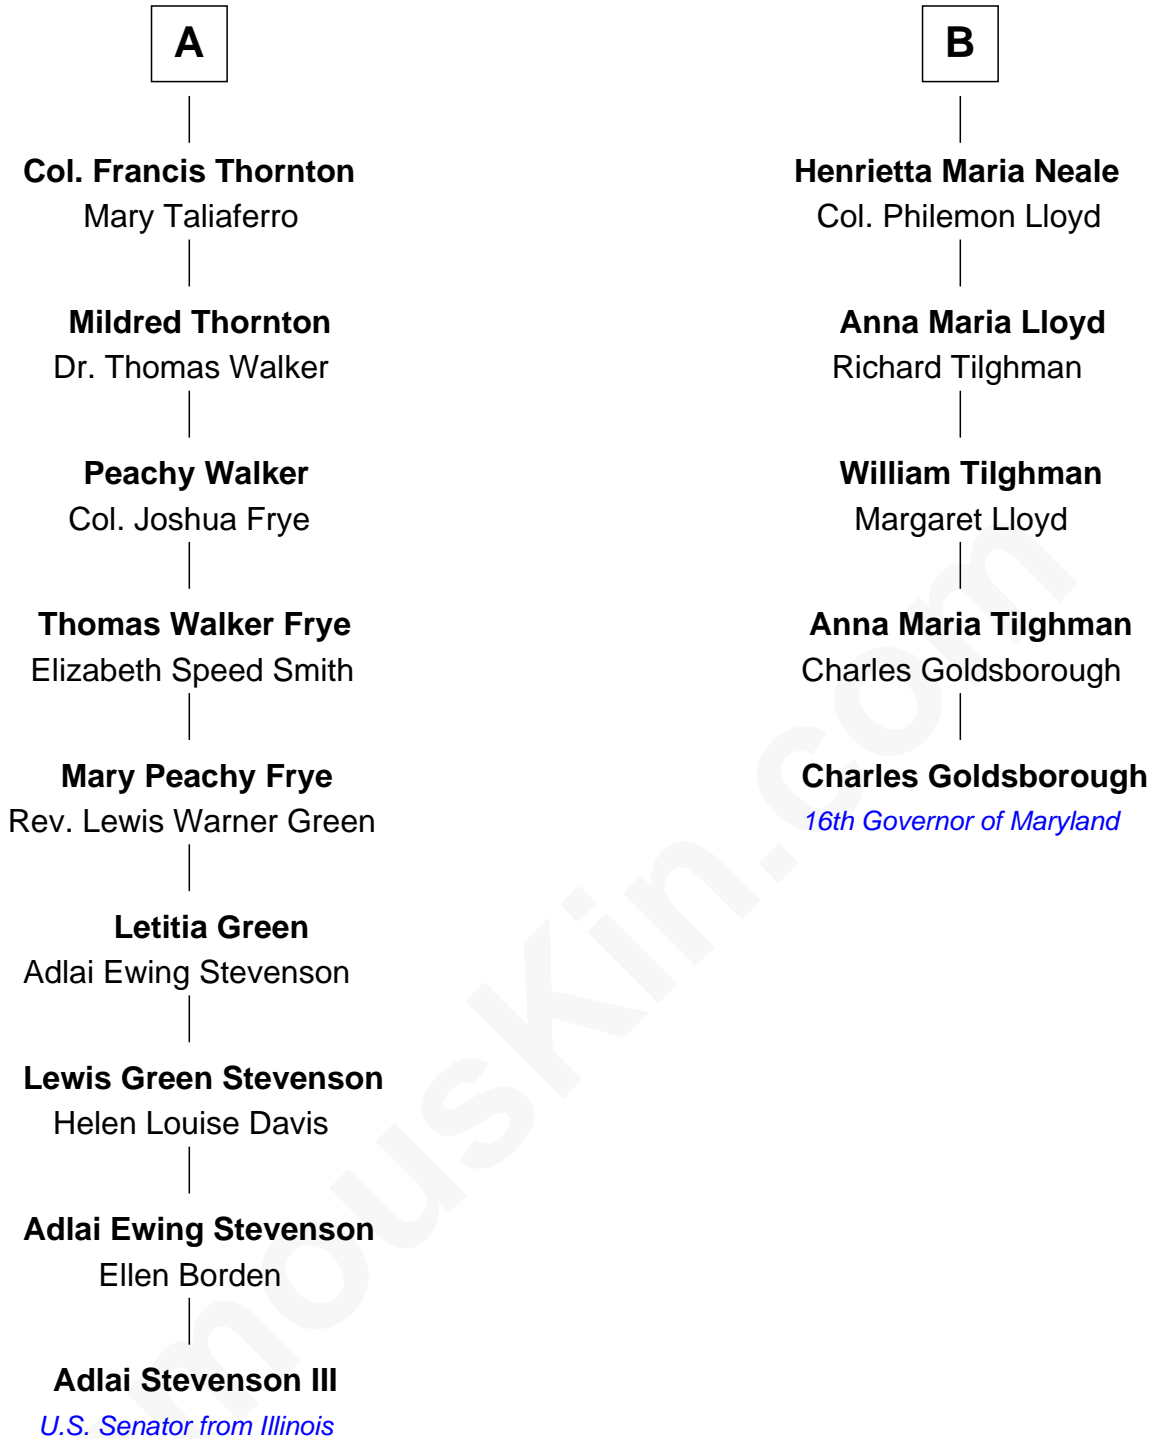 A
Col. Francis Thornton
Mary Taliaferro
Mildred Thornton
Dr. Thomas Walker
Peachy Walker
Col. Joshua Frye
Thomas Walker Frye
Elizabeth Speed Smith
Mary Peachy Frye
Rev. Lewis Warner Green
Letitia Green
Adlai Ewing Stevenson
Lewis Green Stevenson
Helen Louise Davis
Adlai Ewing Stevenson
Ellen Borden
Adlai Stevenson III
U.S. Senator from Illinois
B
Henrietta Maria Neale
Col. Philemon Lloyd
Anna Maria Lloyd
Richard Tilghman
William Tilghman
Margaret Lloyd
Anna Maria Tilghman
Charles Goldsborough
Charles Goldsborough
16th Governor of Maryland
mousKin.com